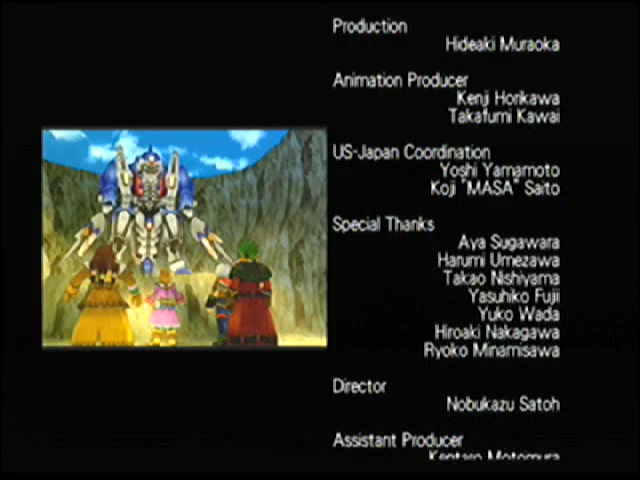 Production
Hideaki Muraoka
Animation Producer
Kenji Horikawa
Takafumi Kawai
US-Japan Coordination
Yoshi Yamamoto
Koji "MASA" Saito
Special Thanks
Aya Sugawara
Harumi Umezawa
Takao Nishiyama
Yasuhiko Fujii
Yuko Wada
Hiroaki Nakagawa
Ryoko Minamisawa
Director
Nobukazu Satoh
Assistant Producer
Kentaro Motomura